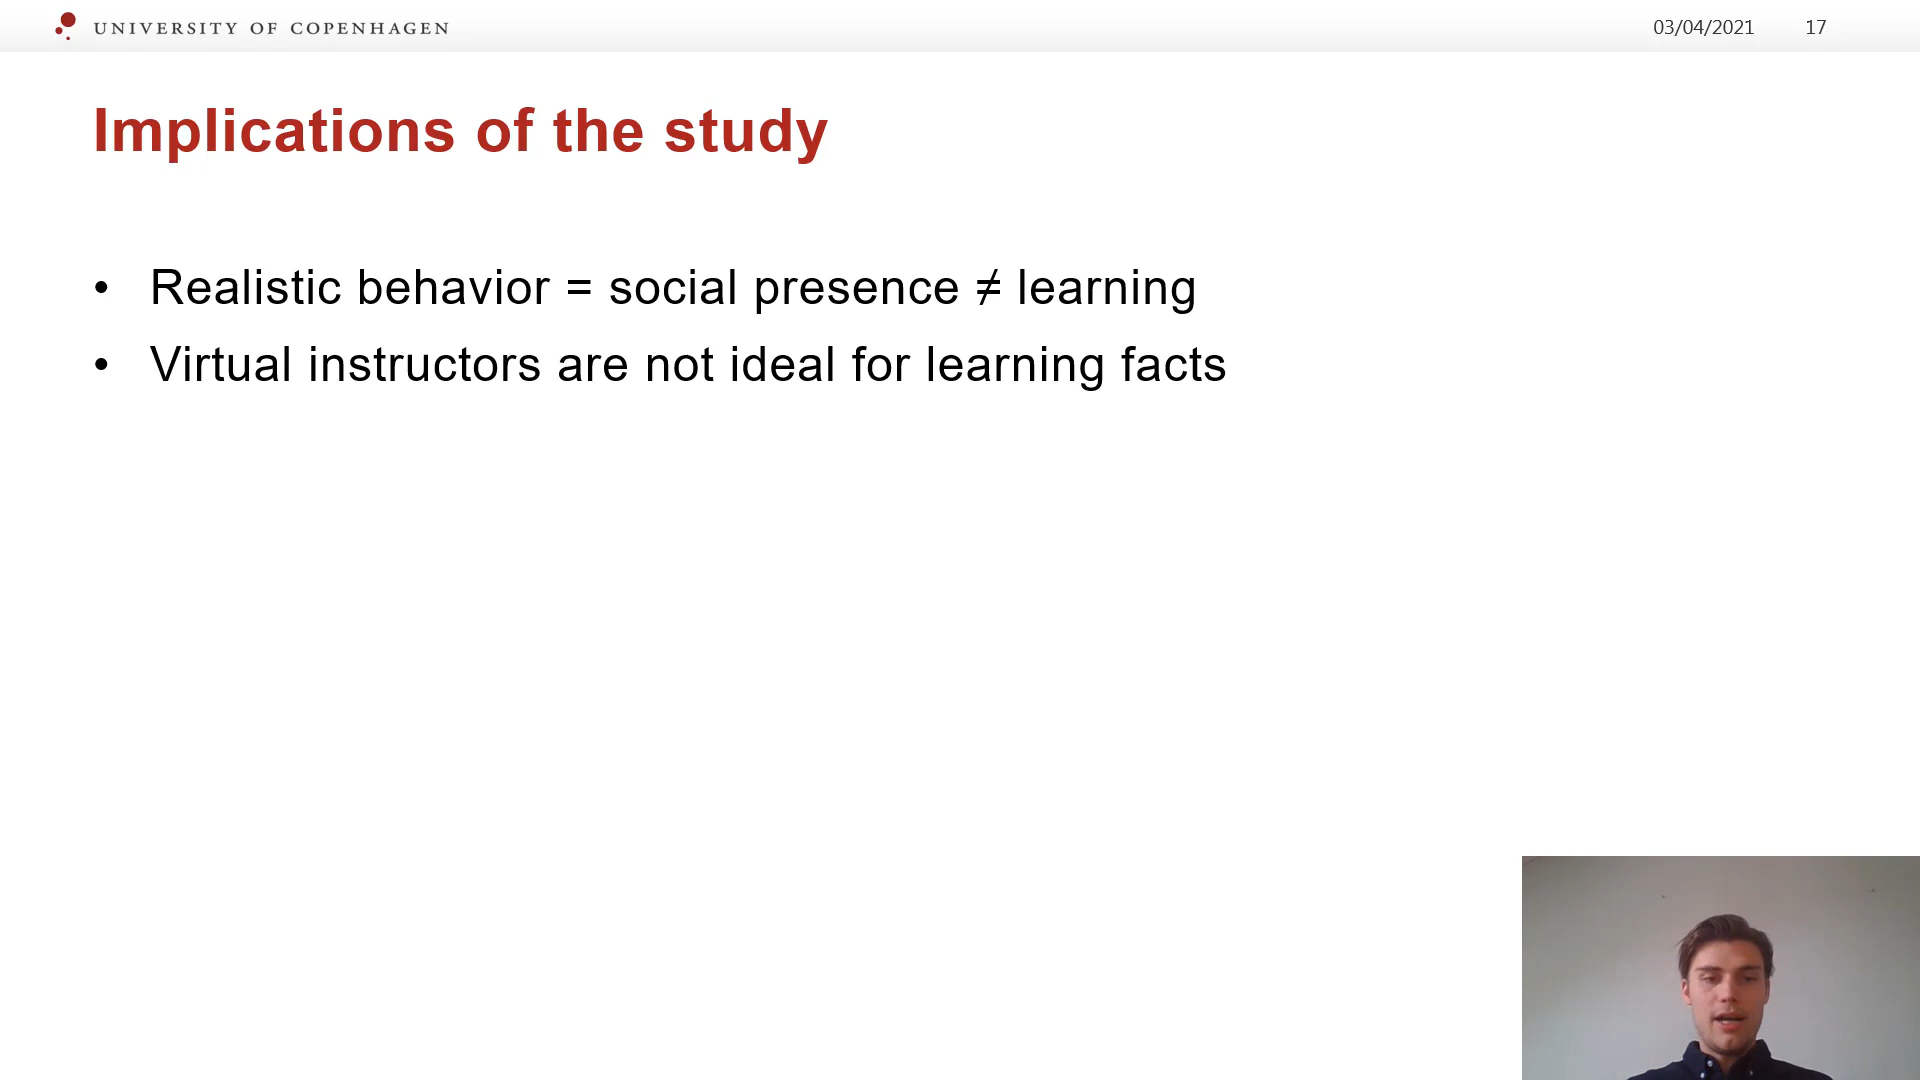 UNIVERSITY OF COPENHAGEN
03/04/2021 17
Implications of the study
• Realistic behavior = social presence ≠ learning
• Virtual instructors are not ideal for learning facts